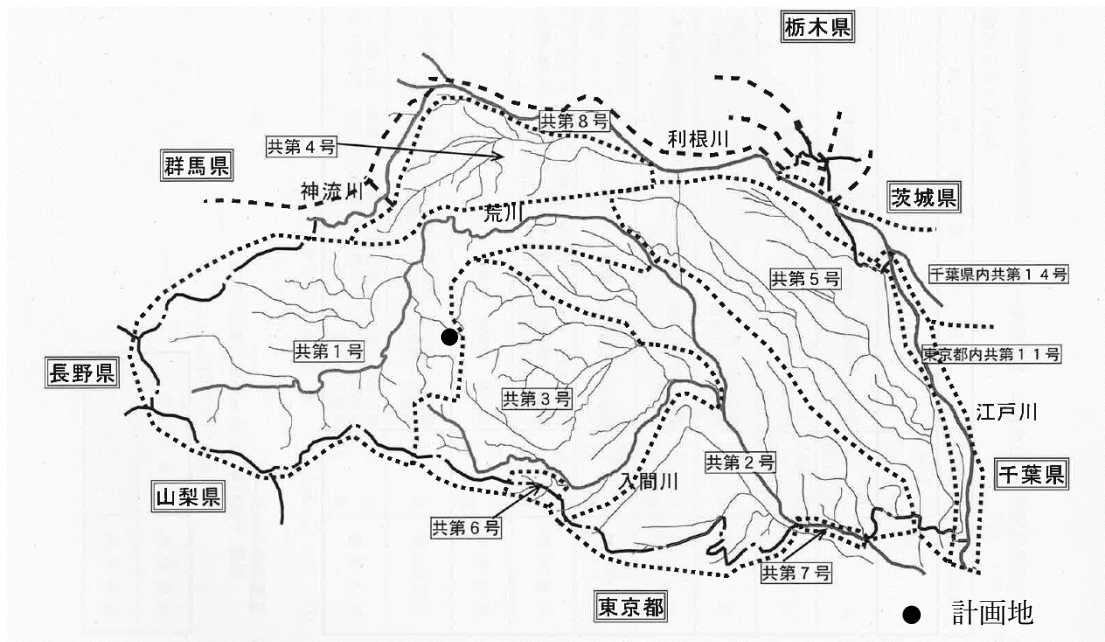 栃木県
共第8号
利根川
共第4号
群馬県
神流川
荒川
茨城県
千葉県内共第14号
共第5号
東京都内共第11号
共第1号
長野県
共第3号
江戸川
共第2号
千葉県
入間川
山梨県
共第6号
共第7号
東京都
● 計画地